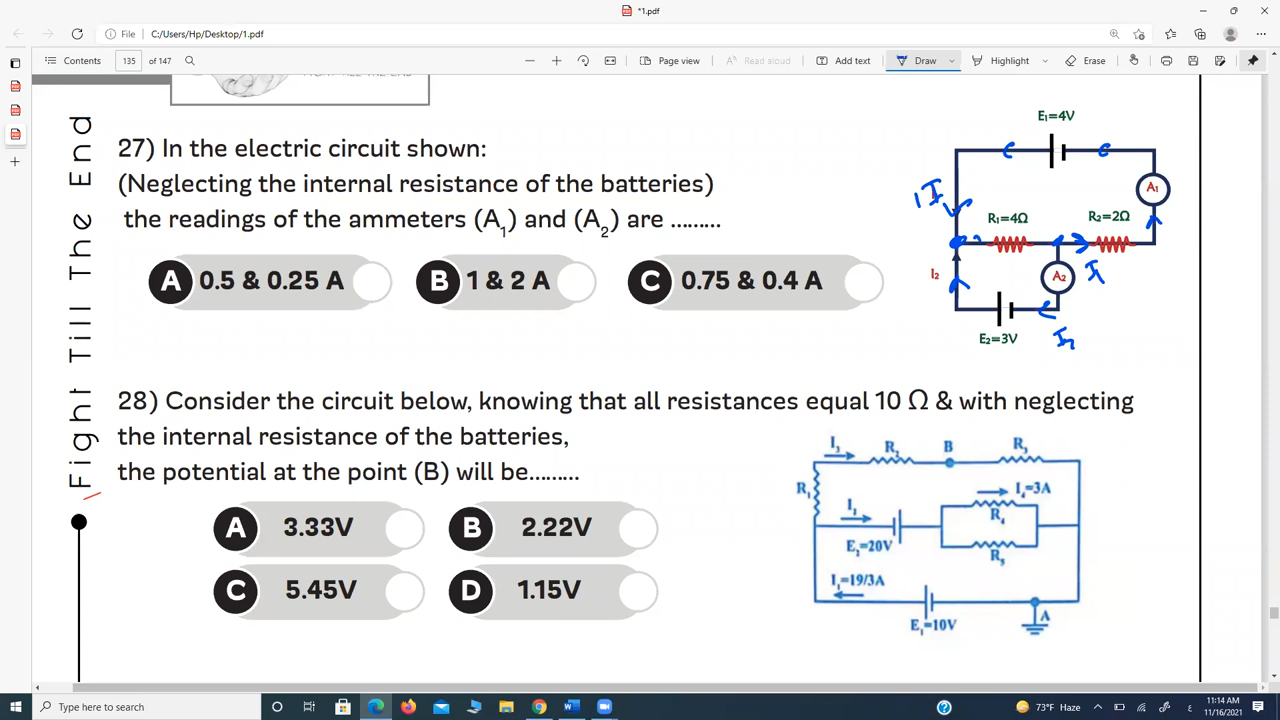 *1.pdf
File C:/Users/Hp/Desktop/1.pdf
Contents 135 of 147 Page view Read aloud Add text Draw Highlight Erase
Fight Till The End
27) In the electric circuit shown:
(Neglecting the internal resistance of the batteries)
the readings of the ammeters (A₁) and (A₂) are .........
A 0.5 & 0.25 A
B 1 & 2 A
C 0.75 & 0.4 A
E₁=4V
A₁
I
R₁=4Ω
R₂=2Ω
I₂
A₂
I₁
E₂=3V
I₂
28) Consider the circuit below, knowing that all resistances equal 10 Ω & with neglecting
the internal resistance of the batteries,
the potential at the point (B) will be.........
A 3.33V
B 2.22V
C 5.45V
D 1.15V
I₃ R₂ B R₃
R₁
I₄=3A
R₄
E₂=20V
R₅
I₁=19/3A
E₁=10V
A
Type here to search
73°F Haze
11:14 AM
11/16/2021